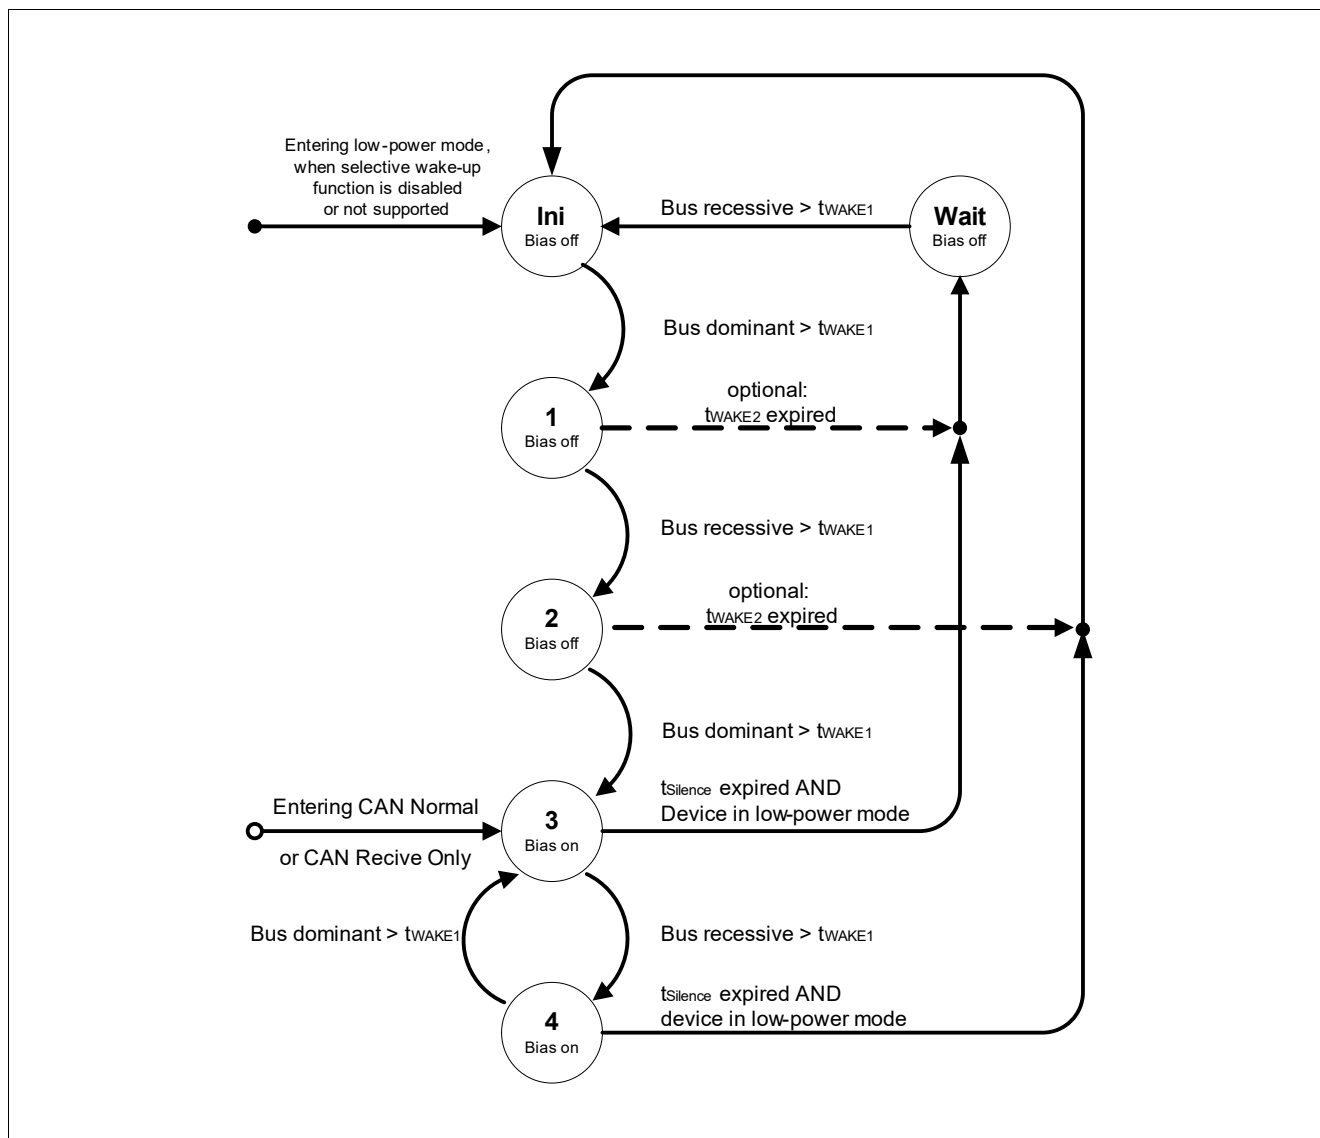 Entering low-power mode,
when selective wake-up
function is disabled
or not supported
Ini
Bias off
Bus recessive > tWAKE1
Wait
Bias off
Bus dominant > tWAKE1
1
Bias off
optional:
tWAKE2 expired
Bus recessive > tWAKE1
2
Bias off
optional:
tWAKE2 expired
Bus dominant > tWAKE1
Entering CAN Normal
or CAN Recive Only
3
Bias on
tSilence expired AND
Device in low-power mode
Bus dominant > tWAKE1
Bus recessive > tWAKE1
4
Bias on
tSilence expired AND
device in low-power mode